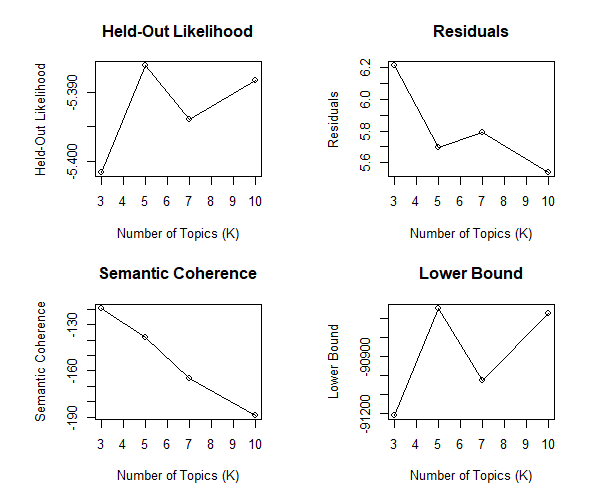 Held-Out Likelihood
Held-Out Likelihood
-5.390
-5.400
3 4 5 6 7 8 9 10
Number of Topics (K)
Residuals
Residuals
6.2
6.0
5.8
5.6
3 4 5 6 7 8 9 10
Number of Topics (K)
Semantic Coherence
Semantic Coherence
-130
-160
-190
3 4 5 6 7 8 9 10
Number of Topics (K)
Lower Bound
Lower Bound
-90900
-91200
3 4 5 6 7 8 9 10
Number of Topics (K)